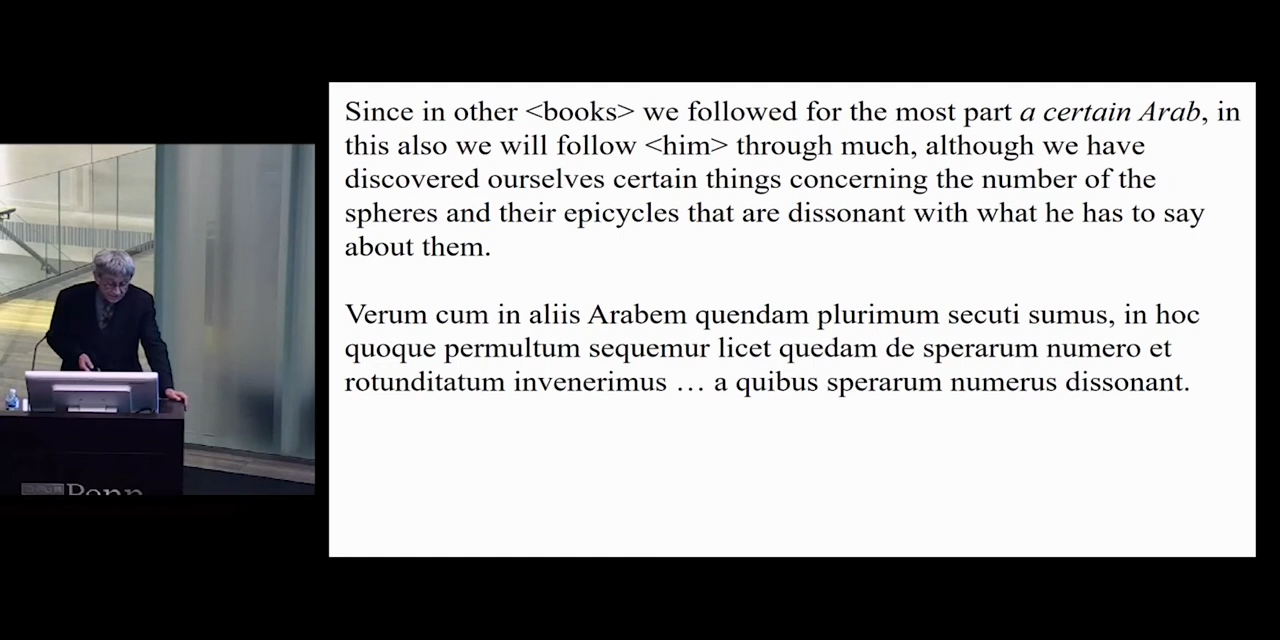 Since in other <books> we followed for the most part a certain Arab, in
this also we will follow <him> through much, although we have
discovered ourselves certain things concerning the number of the
spheres and their epicycles that are dissonant with what he has to say
about them.
Verum cum in aliis Arabem quendam plurimum secuti sumus, in hoc
quoque permultum sequemur licet quedam de sperarum numero et
rotunditatum invenerimus … a quibus sperarum numerus dissonant.
Penn